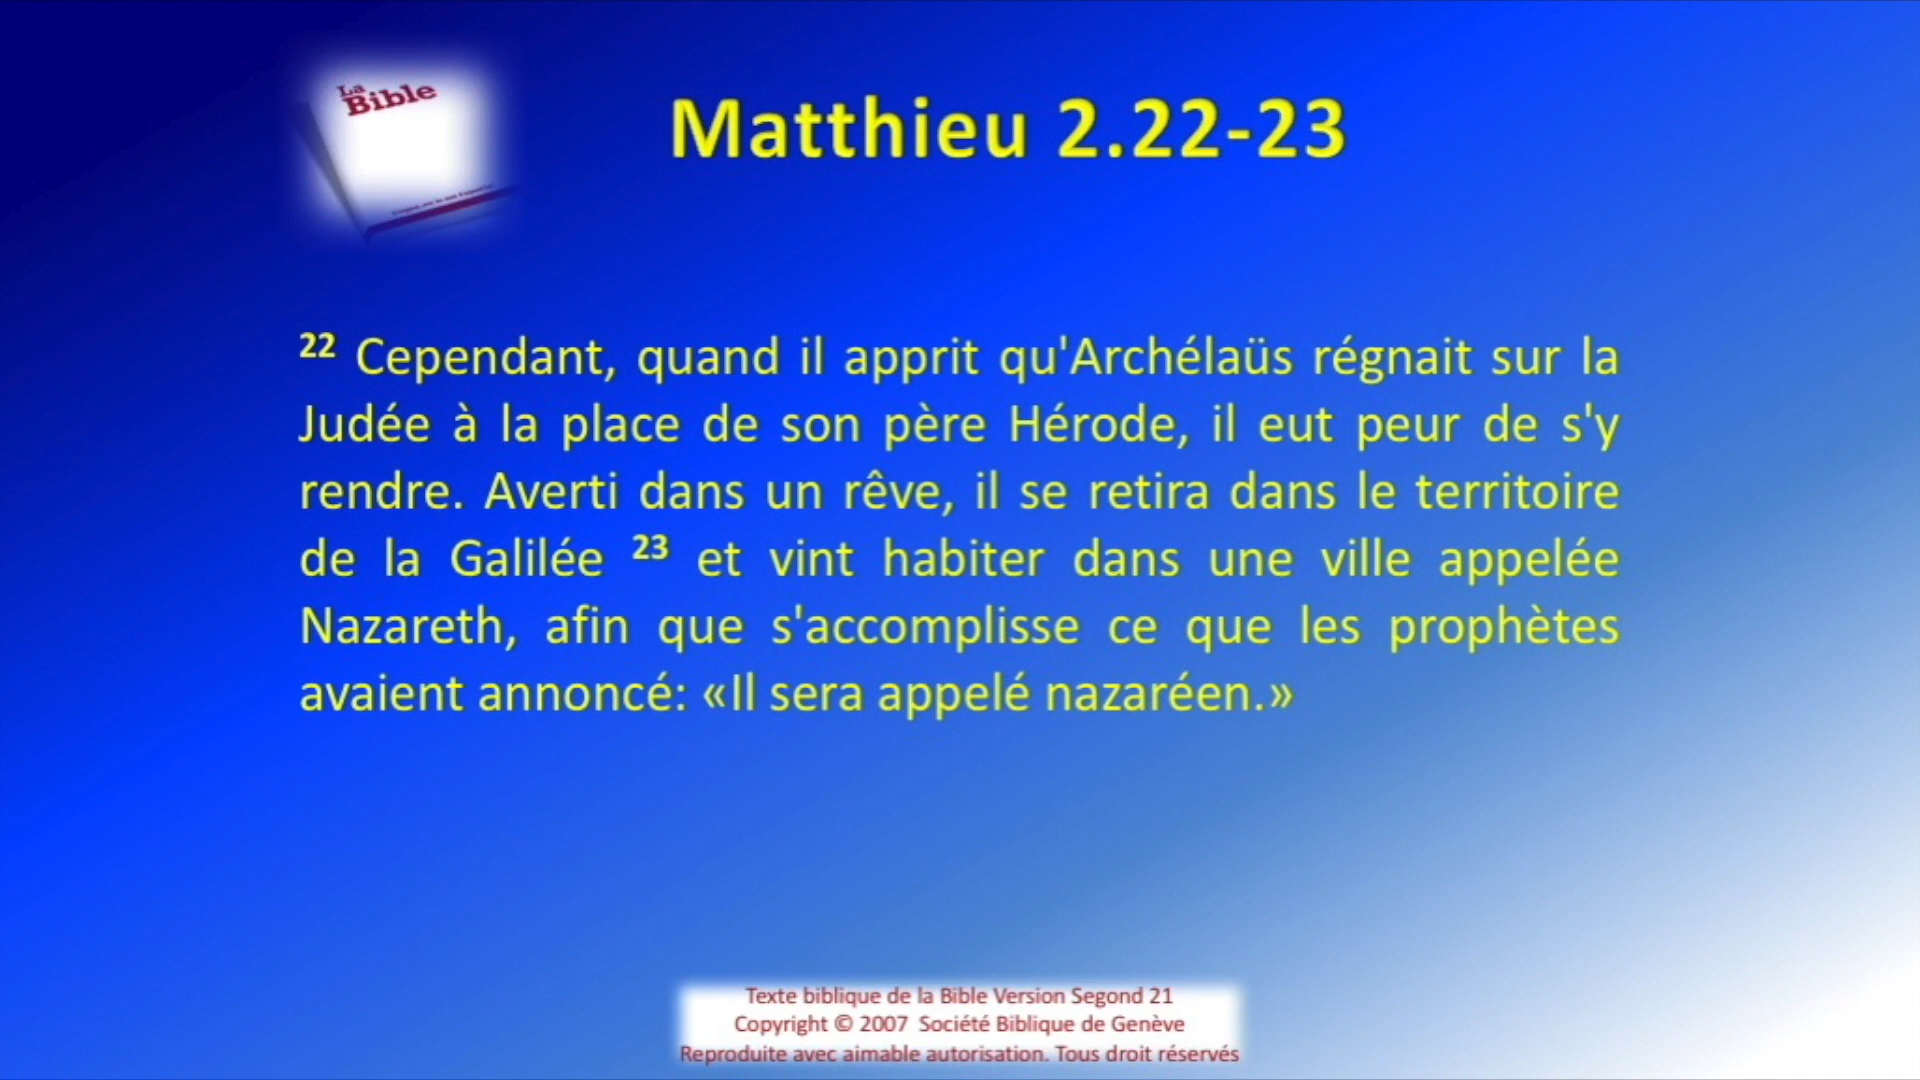 La
Bible
Matthieu 2.22-23
22 Cependant, quand il apprit qu'Archélaüs régnait sur la
Judée à la place de son père Hérode, il eut peur de s'y
rendre. Averti dans un rêve, il se retira dans le territoire
de la Galilée 23 et vint habiter dans une ville appelée
Nazareth, afin que s'accomplisse ce que les prophètes
avaient annoncé: «Il sera appelé nazaréen.»
Texte biblique de la Bible Version Segond 21
Copyright © 2007 Société Biblique de Genève
Reproduite avec aimable autorisation. Tous droit réservés